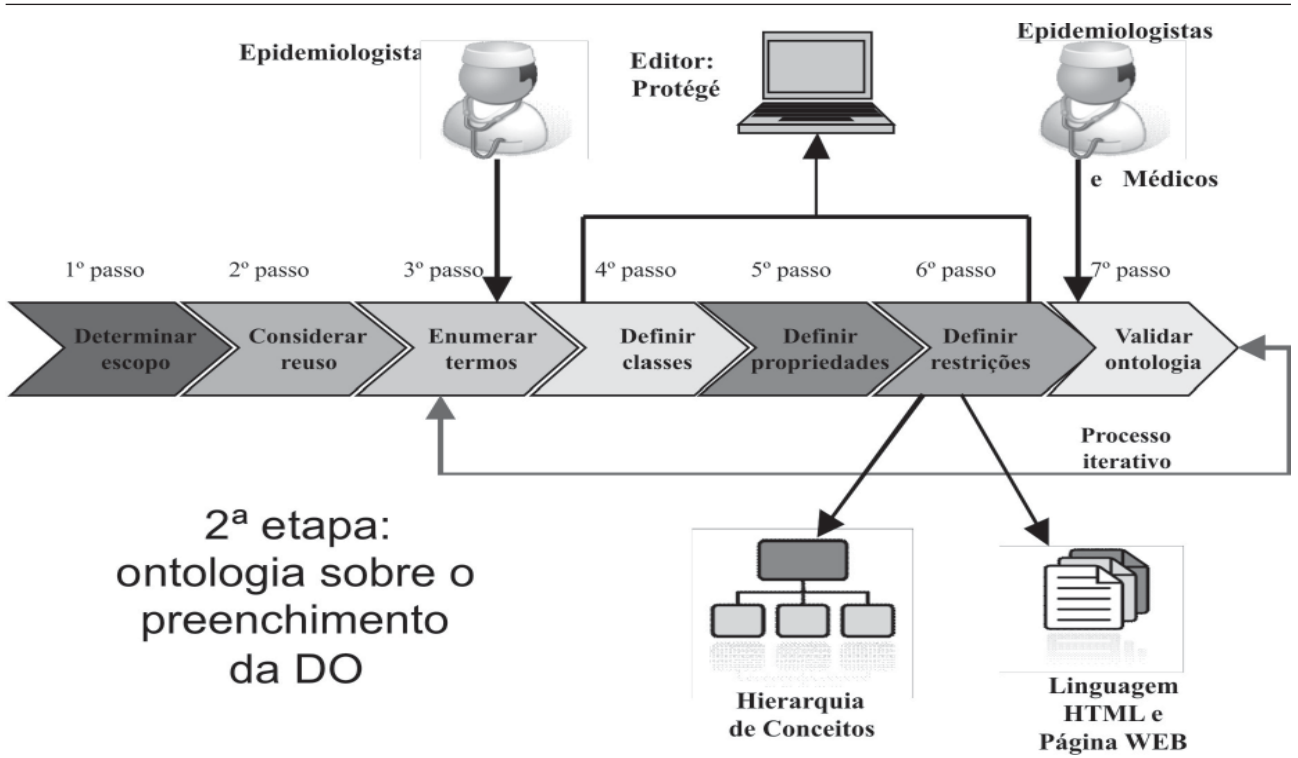 Epidemiologista
Editor:
Protégé
Epidemiologistas
e Médicos
1º passo
2º passo
3º passo
4º passo
5º passo
6º passo
7º passo
Determinar
escopo
Considerar
reuso
Enumerar
termos
Definir
classes
Definir
propriedades
Definir
restrições
Validar
ontologia
Processo
iterativo
2ª etapa:
ontologia sobre o
preenchimento
da DO
Hierarquia
de Conceitos
Linguagem
HTML e
Página WEB